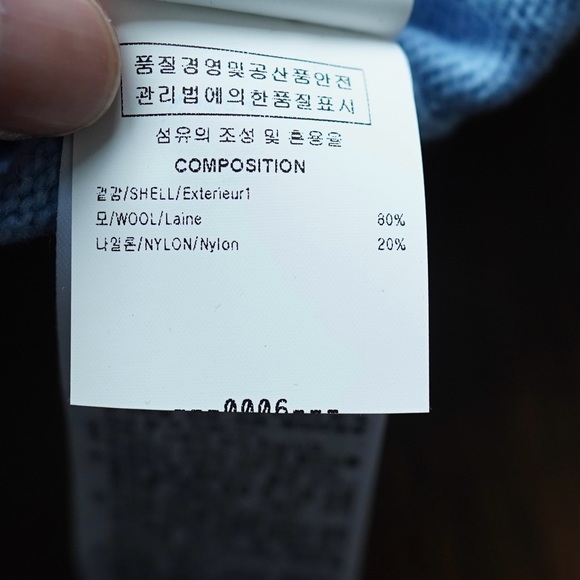 품질경영및공산품안전
관리법에의한품질표시
섬유의 조성 및 혼용율
COMPOSITION
겉감/SHELL/Exterieur1
모/WOOL/Laine 80%
나일론/NYLON/Nylon 20%
---0006---